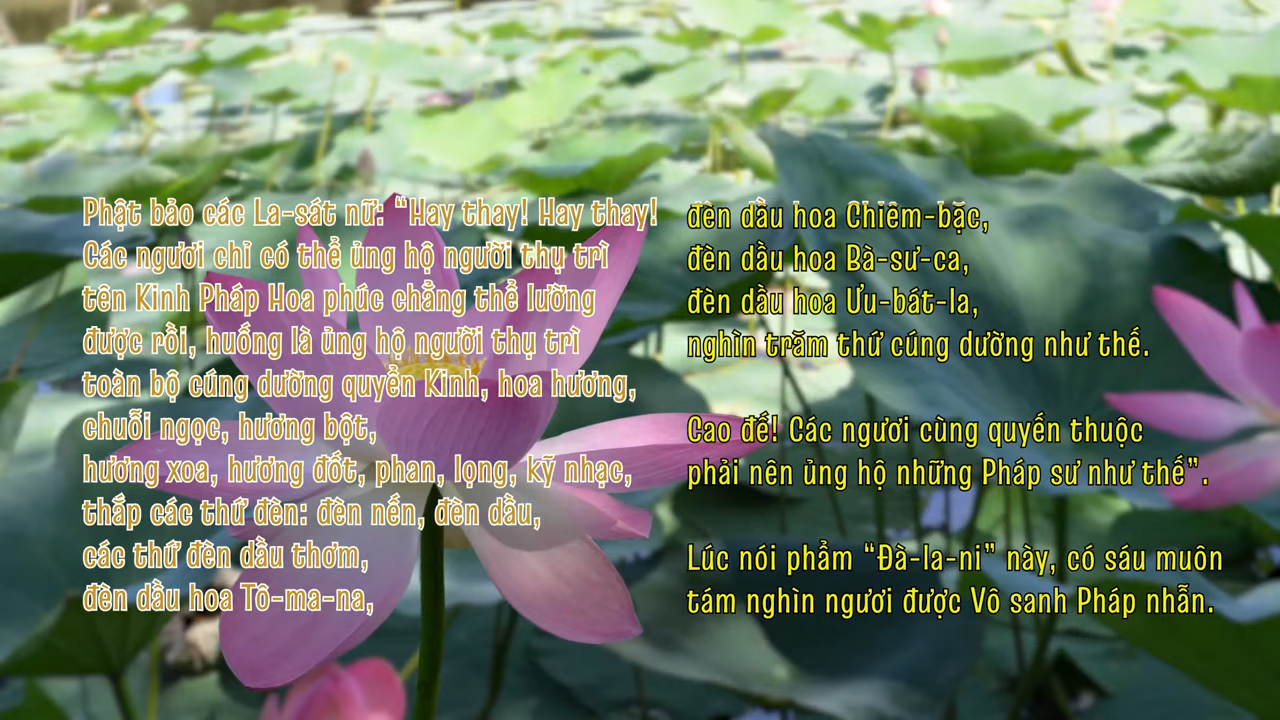 Phật bảo các La-sát nữ: “Hay thay! Hay thay!
Các ngươi chỉ có thể ủng hộ người thụ trì
tên Kinh Pháp Hoa phúc chẳng thể lường
được rồi, huống là ủng hộ người thụ trì
toàn bộ cúng dường quyển Kinh, hoa hương,
chuỗi ngọc, hương bột,
hương xoa, hương đốt, phan, lọng, kỹ nhạc,
thắp các thứ đèn: đèn nến, đèn dầu,
các thứ đèn dầu thơm,
đèn dầu hoa Tô-ma-na,
đèn dầu hoa Chiêm-bặc,
đèn dầu hoa Bà-sư-ca,
đèn dầu hoa Ưu-bát-la,
nghìn trăm thứ cúng dường như thế.
Cao đế! Các ngươi cùng quyến thuộc
phải nên ủng hộ những Pháp sư như thế”.
Lúc nói phẩm “Đà-la-ni” này, có sáu muôn
tám nghìn ngươi được Vô sanh Pháp nhẫn.